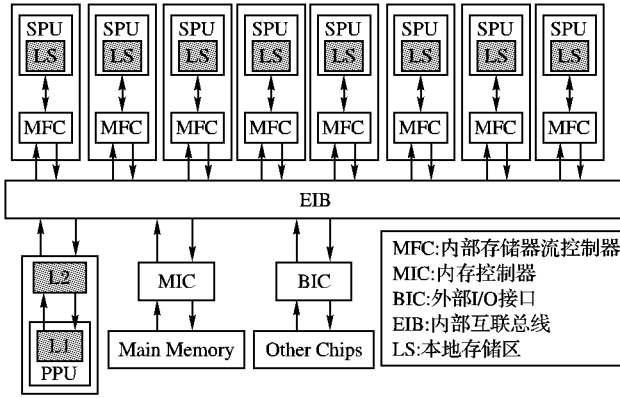 SPU SPU SPU SPU SPU SPU SPU SPU
LS LS LS LS LS LS LS LS
MFC MFC MFC MFC MFC MFC MFC MFC
EIB
L2
MIC
BIC
L1
PPU
Main Memory
Other Chips
MFC:内部存储器流控制器
MIC:内存控制器
BIC:外部I/O接口
EIB:内部互联总线
LS:本地存储区